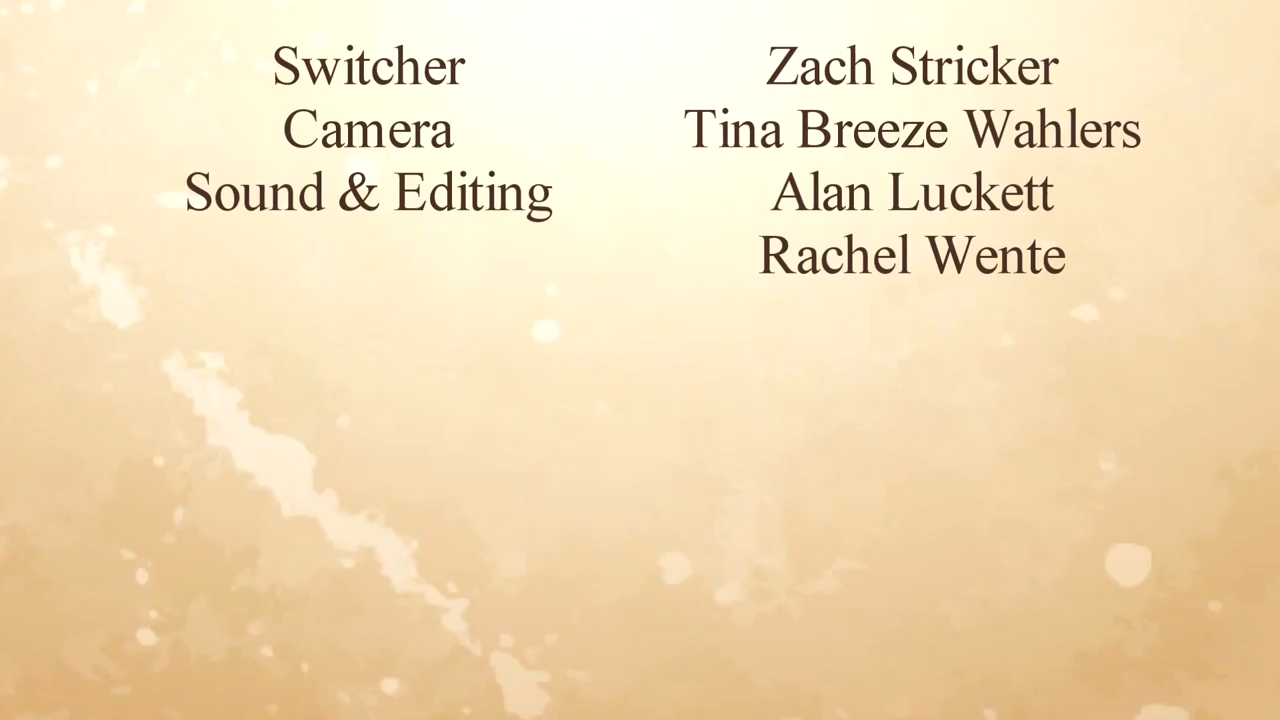 Switcher Zach Stricker
Camera Tina Breeze Wahlers
Sound & Editing Alan Luckett
Rachel Wente